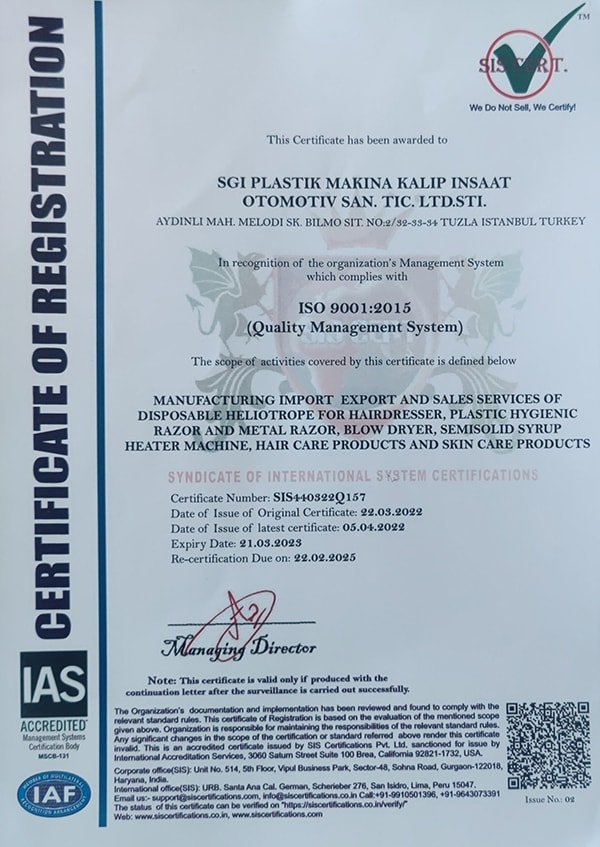 CERTIFICATE OF REGISTRATION
TM
SIS CERT.
We Do Not Sell, We Certify!
This Certificate has been awarded to
SGI PLASTIK MAKINA KALIP INSAAT
OTOMOTIV SAN. TIC. LTD.STI.
AYDINLI MAH. MELODI SK. BILMO SIT. NO:2/32-33-34 TUZLA ISTANBUL TURKEY
In recognition of the organization's Management System
which complies with
ISO 9001:2015
(Quality Management System)
The scope of activities covered by this certificate is defined below
MANUFACTURING IMPORT EXPORT AND SALES SERVICES OF
DISPOSABLE HELIOTROPE FOR HAIRDRESSER, PLASTIC HYGIENIC
RAZOR AND METAL RAZOR, BLOW DRYER, SEMISOLID SYRUP
HEATER MACHINE, HAIR CARE PRODUCTS AND SKIN CARE PRODUCTS
SYNDICATE OF INTERNATIONAL SYSTEM CERTIFICATIONS
Certificate Number: SIS440322Q157
Date of Issue of Original Certificate: 22.03.2022
Date of Issue of latest certificate: 05.04.2022
Expiry Date: 21.03.2023
Re-certification Due on: 22.02.2025
Managing Director
Note: This certificate is valid only if produced with the
continuation letter after the surveillance is carried out successfully.
IAS
ACCREDITED
Management Systems
Certification Body
MSCB-131
MEMBER OF MULTILATERAL
IAF
RECOGNITION ARRANGEMENT
The Organization's documentation and implementation has been reviewed and found to comply with the
relevant standard rules. This certificate of Registration is based on the evaluation of the mentioned scope
given above. Organization is responsible for maintaining the responsibilities of the relevant standard rules.
Any significant changes in the scope of the certification or standard referred above render this certificate
invalid. This is an accredited certificate issued by SIS Certifications Pvt. Ltd. sanctioned for issue by
International Accreditation Services, 3060 Saturn Street Suite 100 Brea, California 92821-1732, USA.
Corporate office(SIS): Unit No. 514, 5th Floor, Vipul Business Park, Sector-48, Sohna Road, Gurgaon-122018,
Haryana, India.
International office(SIS): URB. Santa Ana Cal. German, Scherieber 276, San Isidro, Lima, Peru 15047.
Email us:- support@siscertifications.com, info@siscertifications.co.in Call:+91-9910501396, +91-9643073391
The status of this certificate can be verified on "https://siscertifications.co.in/verify/"
Web: www.siscertifications.co.in, www.siscertifications.com
Issue No.: 02